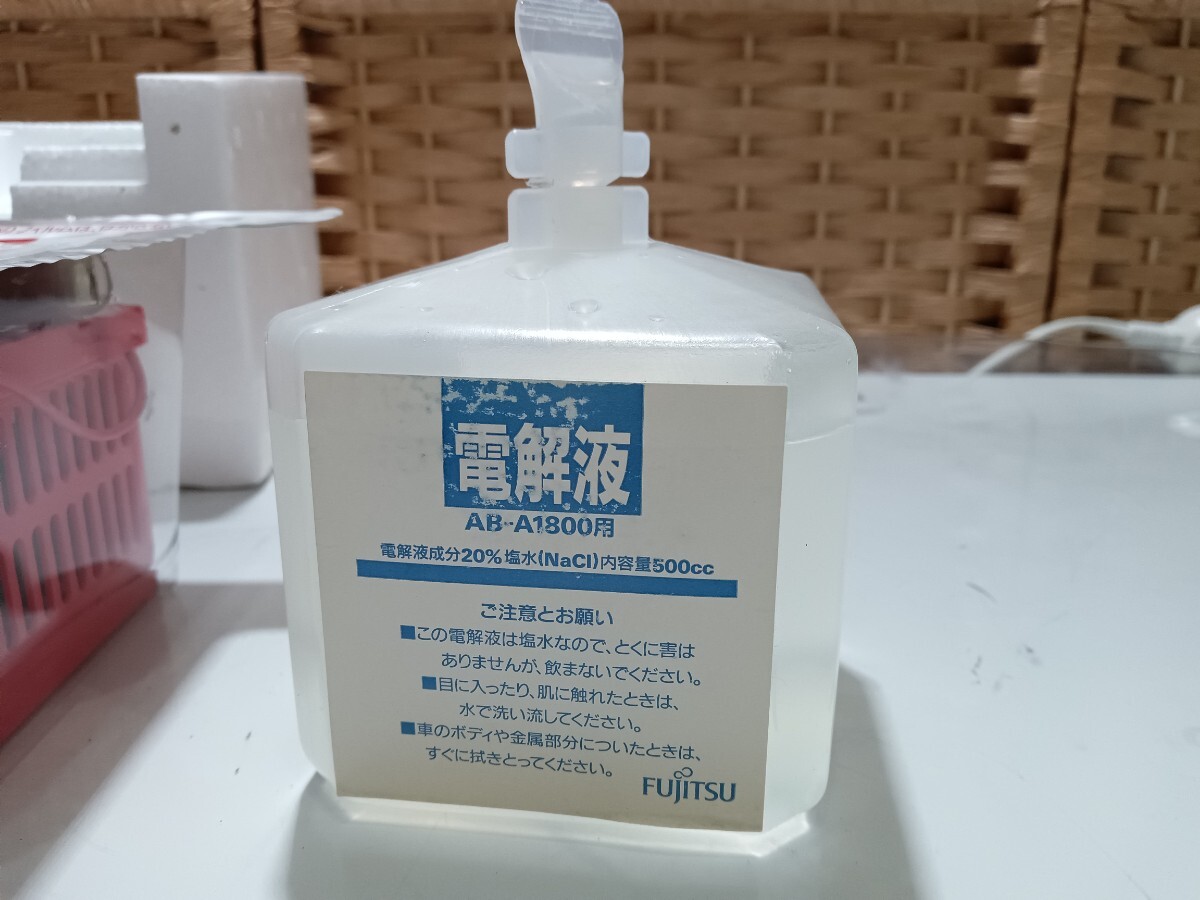 電解液
AB-A1800用
電解液成分20%塩水(NaCl)内容量500cc
ご注意とお願い
■この電解液は塩水なので、とくに害は
ありませんが、飲まないでください。
■目に入ったり、肌に触れたときは、
水で洗い流してください。
■車のボディや金属部分についたときは、
すぐに拭きとってください。
FUJITSU